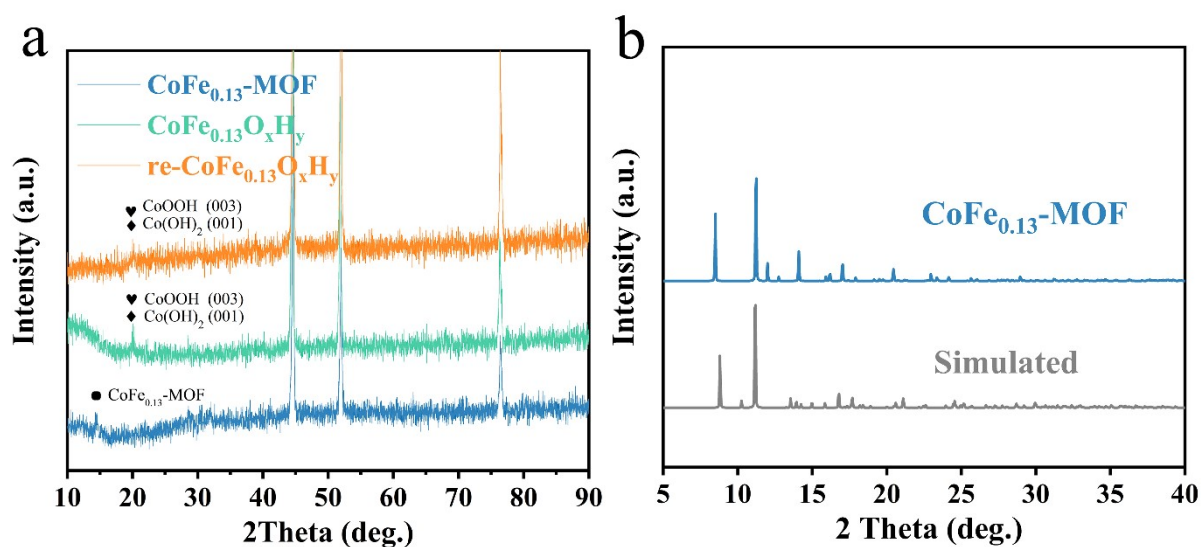 a
CoFe0.13-MOF
CoFe0.13OxHy
re-CoFe0.13OxHy
♥ CoOOH (003)
♦ Co(OH)2 (001)
♥ CoOOH (003)
♦ Co(OH)2 (001)
● CoFe0.13-MOF
Intensity (a.u.)
10 20 30 40 50 60 70 80 90
2Theta (deg.)
b
CoFe0.13-MOF
Simulated
Intensity (a.u.)
5 10 15 20 25 30 35 40
2 Theta (deg.)